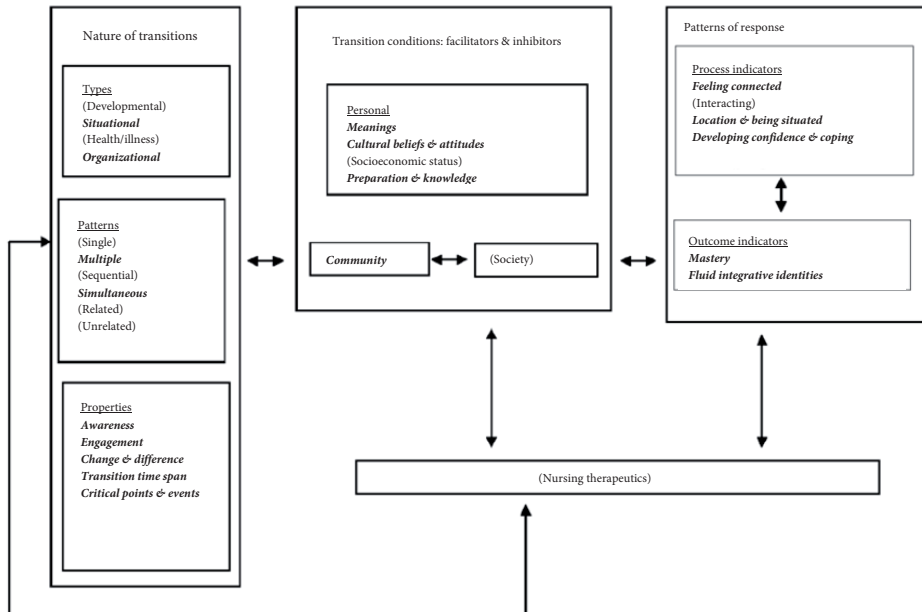 Nature of transitions
Types
(Developmental)
Situational
(Health/illness)
Organizational
Patterns
(Single)
Multiple
(Sequential)
Simultaneous
(Related)
(Unrelated)
Properties
Awareness
Engagement
Change & difference
Transition time span
Critical points & events
Transition conditions: facilitators & inhibitors
Personal
Meanings
Cultural beliefs & attitudes
(Socioeconomic status)
Preparation & knowledge
Community
(Society)
Patterns of response
Process indicators
Feeling connected
(Interacting)
Location & being situated
Developing confidence & coping
Outcome indicators
Mastery
Fluid integrative identities
(Nursing therapeutics)